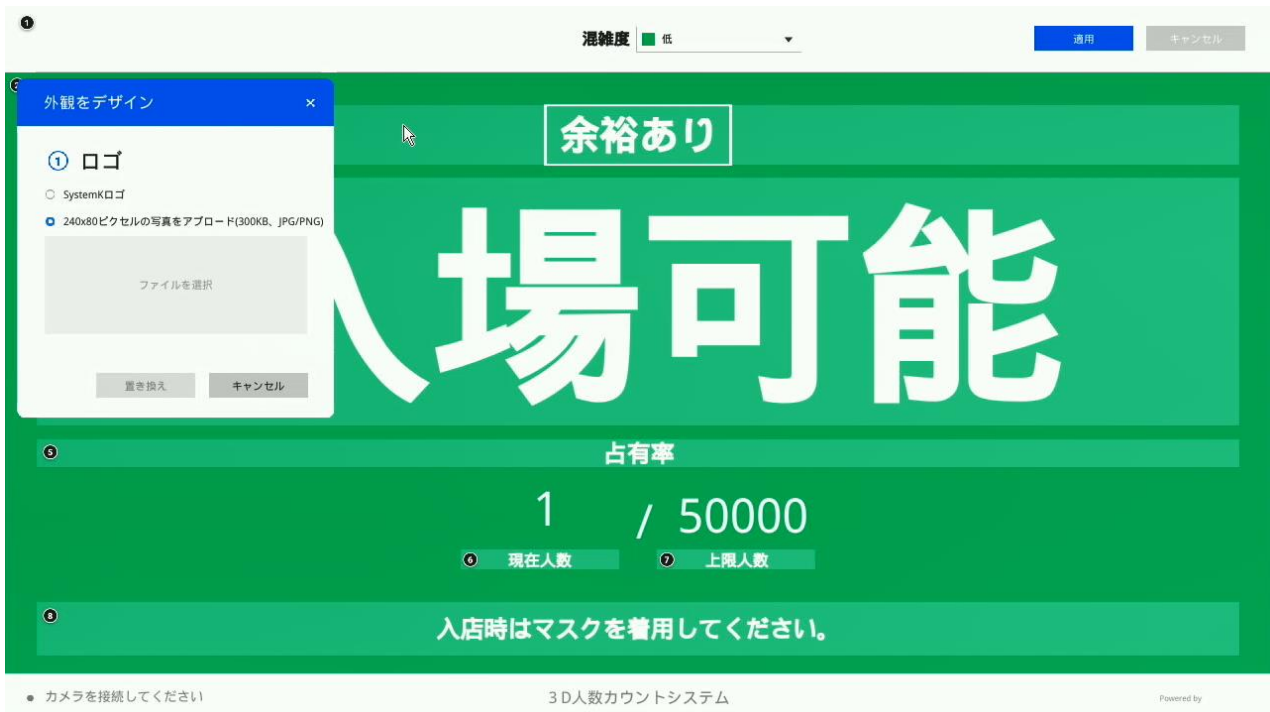 1
混雑度 低
適用
キャンセル
外観をデザイン
① ロゴ
SystemKロゴ
240x80ピクセルの写真をアプロード(300KB、JPG/PNG)
ファイルを選択
置き換え
キャンセル
余裕あり
入場可能
5 占有率
1 / 50000
6 現在人数
7 上限人数
8 入店時はマスクを着用してください。
カメラを接続してください
3D人数カウントシステム
Powered by